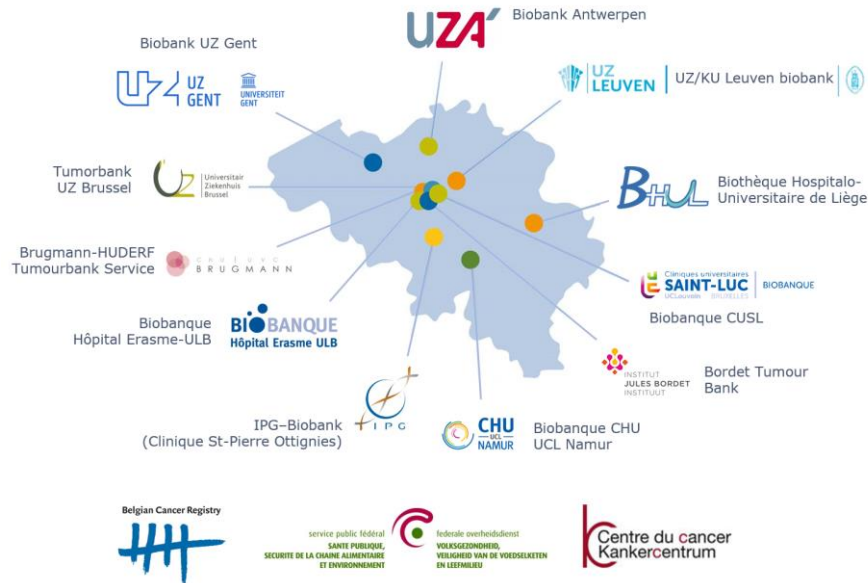 UZA
Biobank Antwerpen
Biobank UZ Gent
UZ
GENT
UNIVERSITEIT
GENT
UZ
LEUVEN
UZ/KU Leuven biobank
Tumorbank
UZ Brussel
UZ
Universitair
Ziekenhuis
Brussel
BHUL
Biothèque Hospitalo-
Universitaire de Liège
Brugmann-HUDERF
Tumourbank Service
BRUGMANN
Cliniques universitaires
SAINT-LUC
UCLouvain BRUXELLES
BIOBANQUE
Biobanque CUSL
Biobanque
Hôpital Erasme-ULB
BIOBANQUE
Hôpital Erasme ULB
INSTITUT
JULES BORDET
INSTITUUT
Bordet Tumour
Bank
IPG–Biobank
(Clinique St-Pierre Ottignies)
IPG
CHU
UCL
NAMUR
Biobanque CHU
UCL Namur
Belgian Cancer Registry
service public fédéral
SANTE PUBLIQUE,
SECURITE DE LA CHAINE ALIMENTAIRE
ET ENVIRONNEMENT
federale overheidsdienst
VOLKSGEZONDHEID,
VEILIGHEID VAN DE VOEDSELKETEN
EN LEEFMILIEU
Centre du cancer
Kankercentrum